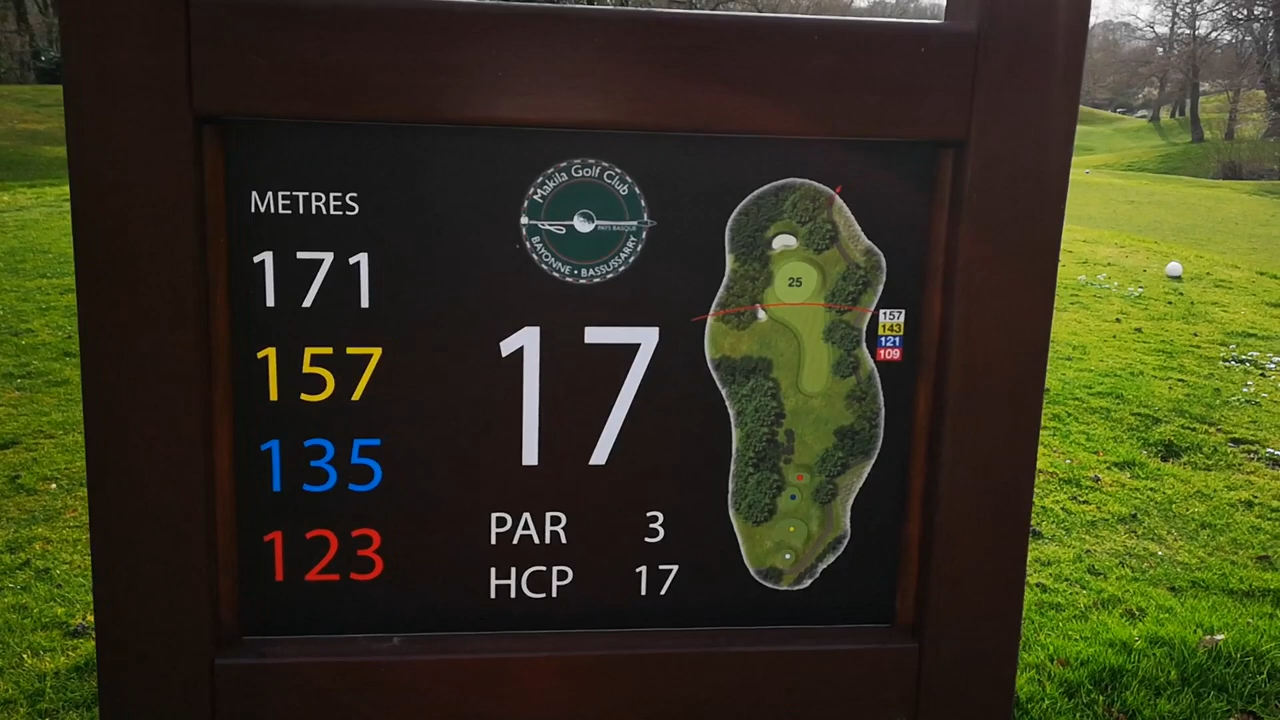 METRES
171
157
135
123
Makila Golf Club
PAYS BASQUE
BAYONNE • BASSUSSARRY
17
PAR 3
HCP 17
25
157
143
121
109